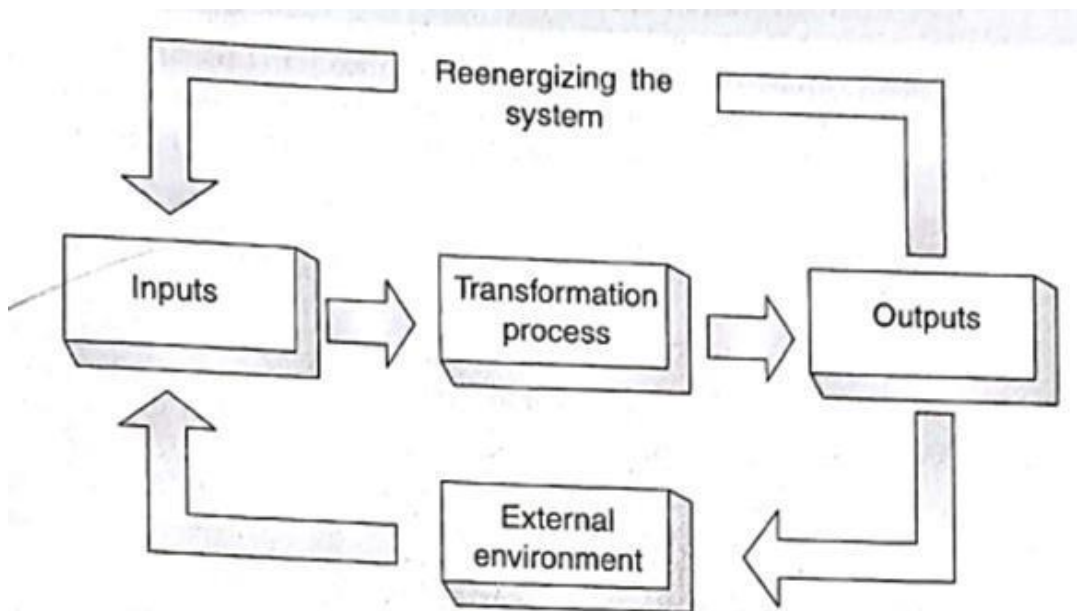 Reenergizing the
system
Inputs
Transformation
process
Outputs
External
environment